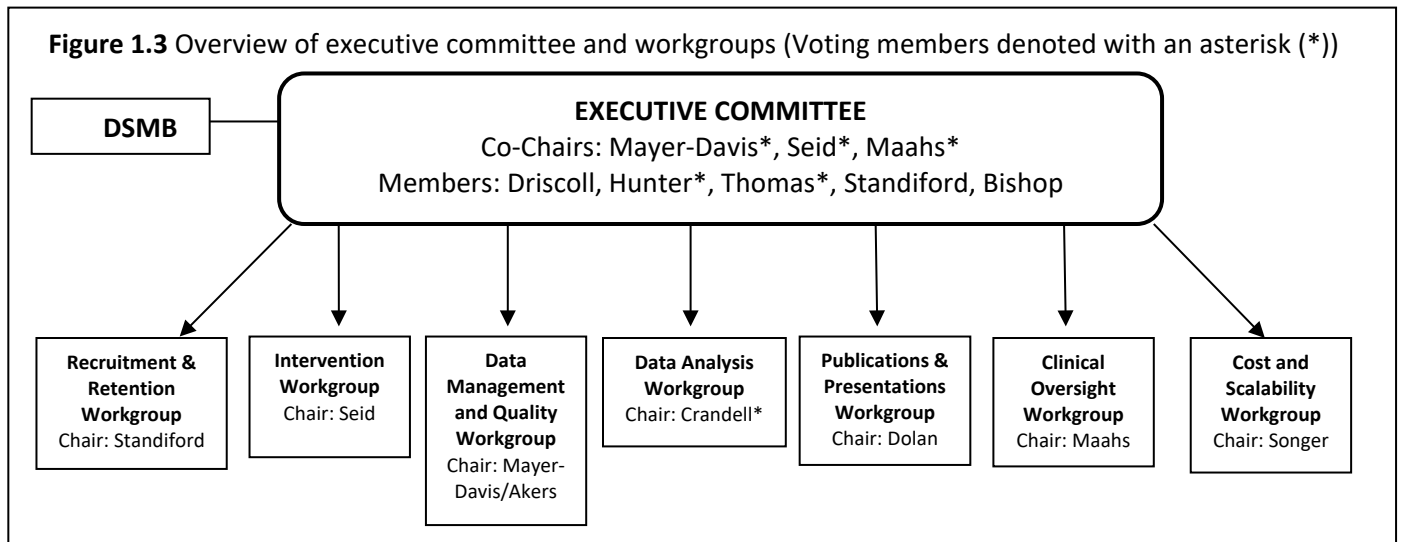 Figure 1.3 Overview of executive committee and workgroups (Voting members denoted with an asterisk (*))
DSMB
EXECUTIVE COMMITTEE
Co-Chairs: Mayer-Davis*, Seid*, Maahs*
Members: Driscoll, Hunter*, Thomas*, Standiford, Bishop
Recruitment &
Retention
Workgroup
Chair: Standiford
Intervention
Workgroup
Chair: Seid
Data
Management
and Quality
Workgroup
Chair: Mayer-
Davis/Akers
Data Analysis
Workgroup
Chair: Crandell*
Publications &
Presentations
Workgroup
Chair: Dolan
Clinical
Oversight
Workgroup
Chair: Maahs
Cost and
Scalability
Workgroup
Chair: Songer